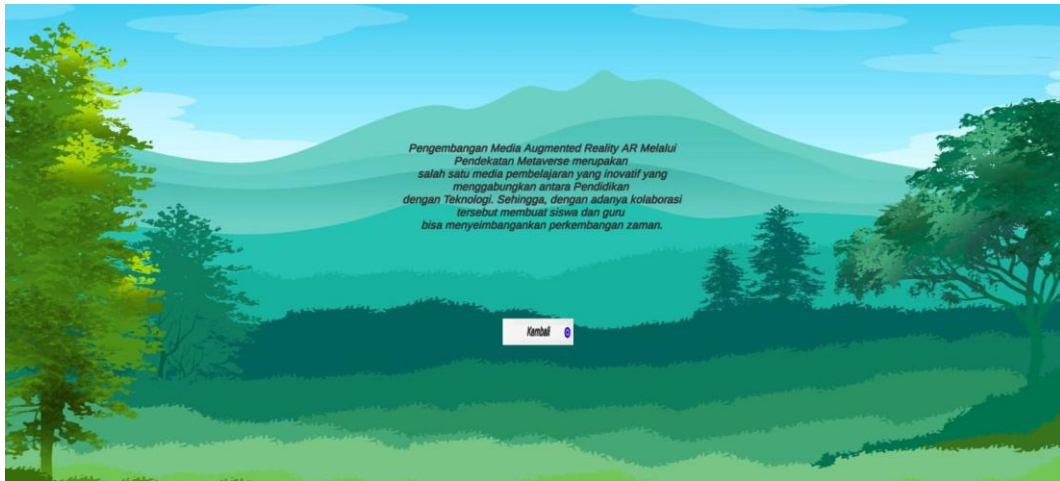 Pengembangan Media Augmented Reality AR Melalui
Pendekatan Metaverse merupakan
salah satu media pembelajaran yang inovatif yang
menggabungkan antara Pendidikan
dengan Teknologi. Sehingga, dengan adanya kolaborasi
tersebut membuat siswa dan guru
bisa menyeimbangankan perkembangan zaman.
Kembali